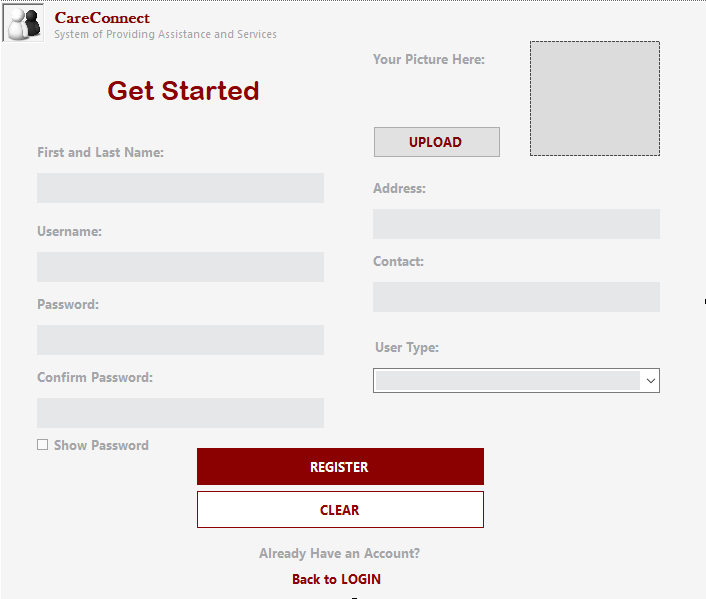 CareConnect
System of Providing Assistance and Services
Get Started
First and Last Name:
Username:
Password:
Confirm Password:
Show Password
Your Picture Here:
UPLOAD
Address:
Contact:
User Type:
REGISTER
CLEAR
Already Have an Account?
Back to LOGIN